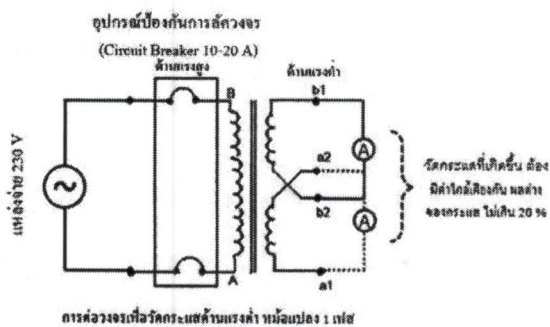 อุปกรณ์ป้องกันการลัดวงจร
(Circuit Breaker 10-20 A)
ด้านแรงสูง
ด้านแรงต่ำ
B
b1
A
a2
b2
A
A
a1
แหล่งจ่าย 230 V
วัดกระแสที่เกิดขึ้น ต้อง
มีค่าใกล้เคียงกัน ผลต่าง
ของกระแส ไม่เกิน 20 %
การต่อวงจรเพื่อวัดกระแสด้านแรงต่ำ หม้อแปลง 1 เฟส